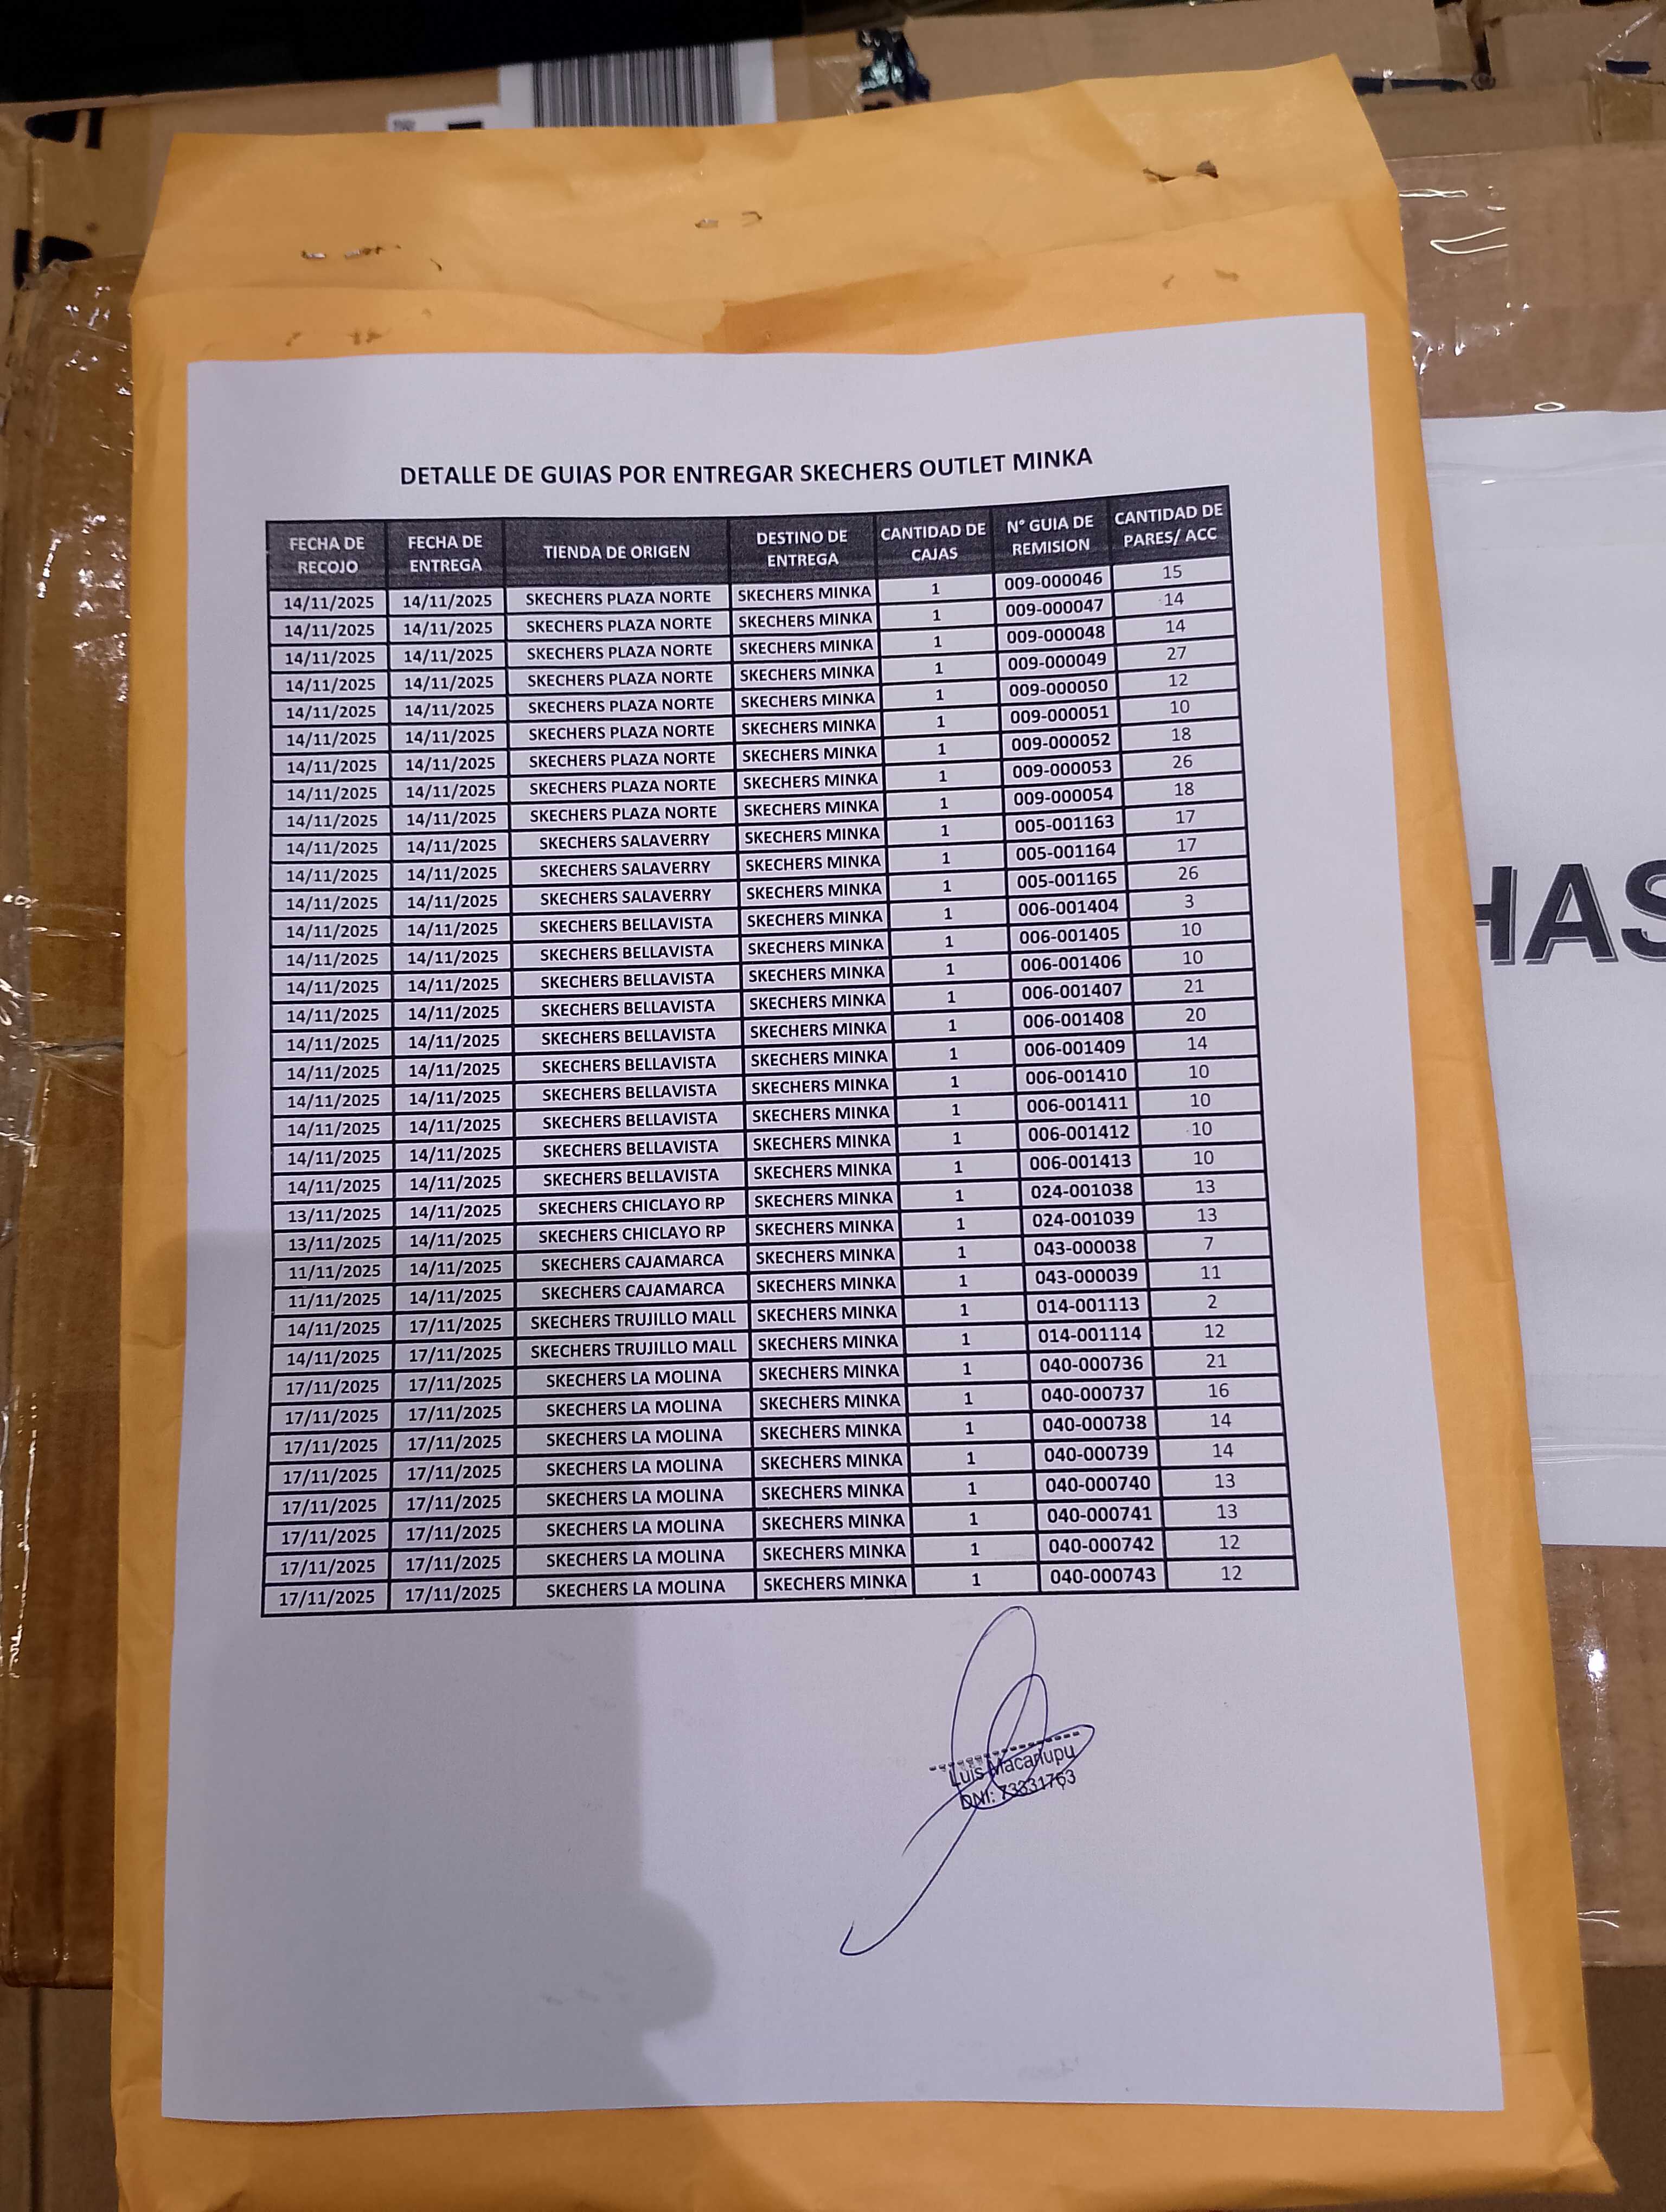 DETALLE DE GUIAS POR ENTREGAR SKECHERS OUTLET MINKA
FECHA DE RECOJO FECHA DE ENTREGA TIENDA DE ORIGEN DESTINO DE ENTREGA CANTIDAD DE CAJAS N° GUIA DE REMISION CANTIDAD DE PARES/ ACC
14/11/2025 14/11/2025 SKECHERS PLAZA NORTE SKECHERS MINKA 1 009-000046 15
14/11/2025 14/11/2025 SKECHERS PLAZA NORTE SKECHERS MINKA 1 009-000047 14
14/11/2025 14/11/2025 SKECHERS PLAZA NORTE SKECHERS MINKA 1 009-000048 14
14/11/2025 14/11/2025 SKECHERS PLAZA NORTE SKECHERS MINKA 1 009-000049 27
14/11/2025 14/11/2025 SKECHERS PLAZA NORTE SKECHERS MINKA 1 009-000050 12
14/11/2025 14/11/2025 SKECHERS PLAZA NORTE SKECHERS MINKA 1 009-000051 10
14/11/2025 14/11/2025 SKECHERS PLAZA NORTE SKECHERS MINKA 1 009-000052 18
14/11/2025 14/11/2025 SKECHERS PLAZA NORTE SKECHERS MINKA 1 009-000053 26
14/11/2025 14/11/2025 SKECHERS PLAZA NORTE SKECHERS MINKA 1 009-000054 18
14/11/2025 14/11/2025 SKECHERS SALAVERRY SKECHERS MINKA 1 005-001163 17
14/11/2025 14/11/2025 SKECHERS SALAVERRY SKECHERS MINKA 1 005-001164 17
14/11/2025 14/11/2025 SKECHERS SALAVERRY SKECHERS MINKA 1 005-001165 26
14/11/2025 14/11/2025 SKECHERS BELLAVISTA SKECHERS MINKA 1 006-001404 3
14/11/2025 14/11/2025 SKECHERS BELLAVISTA SKECHERS MINKA 1 006-001405 10
14/11/2025 14/11/2025 SKECHERS BELLAVISTA SKECHERS MINKA 1 006-001406 10
14/11/2025 14/11/2025 SKECHERS BELLAVISTA SKECHERS MINKA 1 006-001407 21
14/11/2025 14/11/2025 SKECHERS BELLAVISTA SKECHERS MINKA 1 006-001408 20
14/11/2025 14/11/2025 SKECHERS BELLAVISTA SKECHERS MINKA 1 006-001409 14
14/11/2025 14/11/2025 SKECHERS BELLAVISTA SKECHERS MINKA 1 006-001410 10
14/11/2025 14/11/2025 SKECHERS BELLAVISTA SKECHERS MINKA 1 006-001411 10
14/11/2025 14/11/2025 SKECHERS BELLAVISTA SKECHERS MINKA 1 006-001412 10
14/11/2025 14/11/2025 SKECHERS BELLAVISTA SKECHERS MINKA 1 006-001413 10
13/11/2025 14/11/2025 SKECHERS CHICLAYO RP SKECHERS MINKA 1 024-001038 13
13/11/2025 14/11/2025 SKECHERS CHICLAYO RP SKECHERS MINKA 1 024-001039 13
11/11/2025 14/11/2025 SKECHERS CAJAMARCA SKECHERS MINKA 1 043-000038 7
11/11/2025 14/11/2025 SKECHERS CAJAMARCA SKECHERS MINKA 1 043-000039 11
14/11/2025 17/11/2025 SKECHERS TRUJILLO MALL SKECHERS MINKA 1 014-001113 2
14/11/2025 17/11/2025 SKECHERS TRUJILLO MALL SKECHERS MINKA 1 014-001114 12
17/11/2025 17/11/2025 SKECHERS LA MOLINA SKECHERS MINKA 1 040-000736 21
17/11/2025 17/11/2025 SKECHERS LA MOLINA SKECHERS MINKA 1 040-000737 16
17/11/2025 17/11/2025 SKECHERS LA MOLINA SKECHERS MINKA 1 040-000738 14
17/11/2025 17/11/2025 SKECHERS LA MOLINA SKECHERS MINKA 1 040-000739 14
17/11/2025 17/11/2025 SKECHERS LA MOLINA SKECHERS MINKA 1 040-000740 13
17/11/2025 17/11/2025 SKECHERS LA MOLINA SKECHERS MINKA 1 040-000741 13
17/11/2025 17/11/2025 SKECHERS LA MOLINA SKECHERS MINKA 1 040-000742 12
17/11/2025 17/11/2025 SKECHERS LA MOLINA SKECHERS MINKA 1 040-000743 12
Luis Macarlupu
DNI: 73331763
HAS